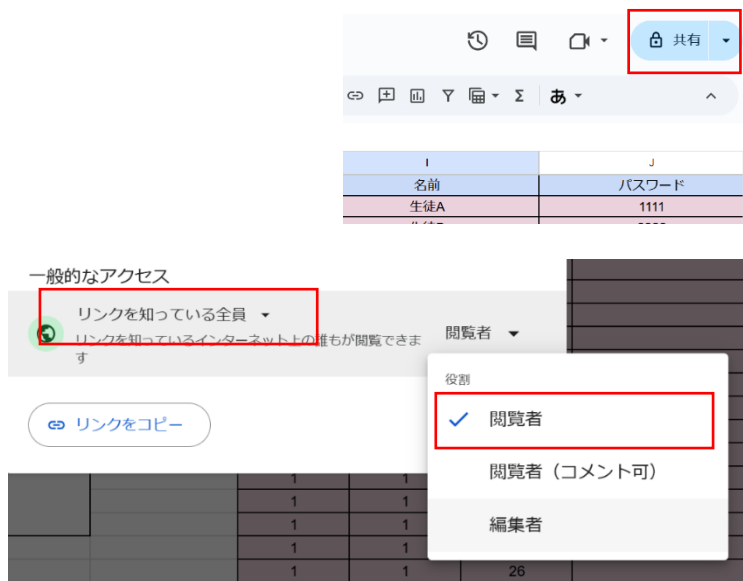 共有
あ
I J
名前 パスワード
生徒A 1111
一般的なアクセス
リンクを知っている全員
リンクを知っているインターネット上の誰もが閲覧できま
す
閲覧者
役割
閲覧者
閲覧者（コメント可）
編集者
リンクをコピー
1 1
1 1
1 1
1 1
1 1 26